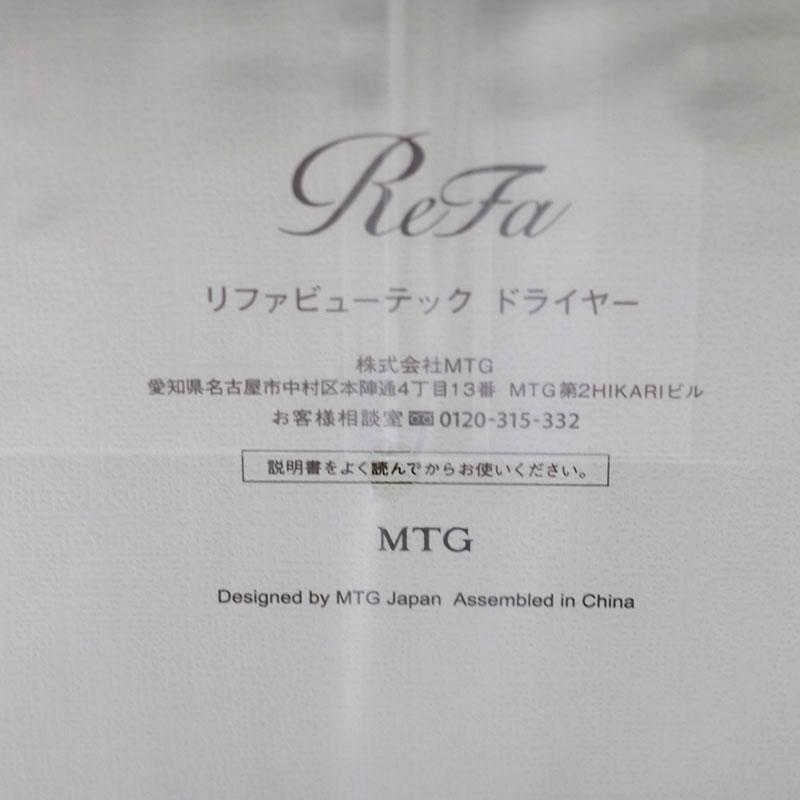 ReFa
リファビューテック ドライヤー
株式会社MTG
愛知県名古屋市中村区本陣通4丁目13番 MTG第2HIKARIビル
お客様相談室 0120-315-332
説明書をよく読んでからお使いください。
MTG
Designed by MTG Japan Assembled in China